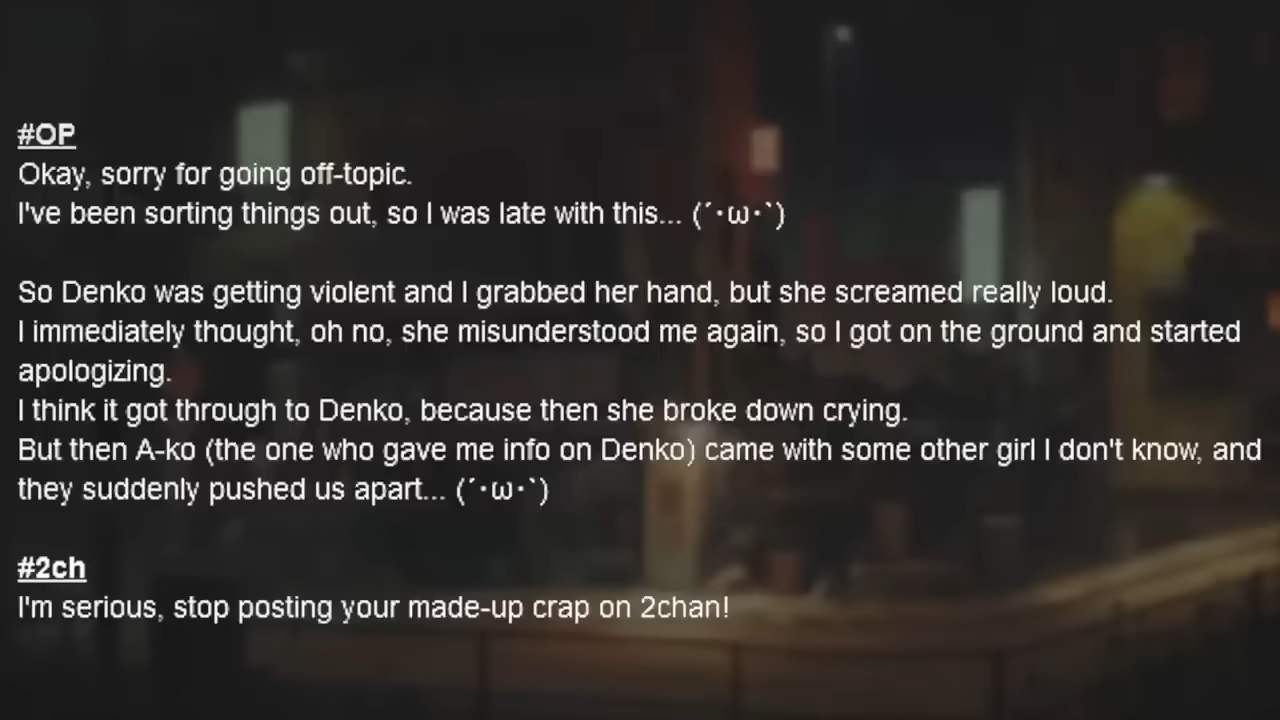 #OP
Okay, sorry for going off-topic.
I've been sorting things out, so I was late with this... (´･ω･`)
So Denko was getting violent and I grabbed her hand, but she screamed really loud.
I immediately thought, oh no, she misunderstood me again, so I got on the ground and started
apologizing.
I think it got through to Denko, because then she broke down crying.
But then A-ko (the one who gave me info on Denko) came with some other girl I don't know, and
they suddenly pushed us apart... (´･ω･`)
#2ch
I'm serious, stop posting your made-up crap on 2chan!